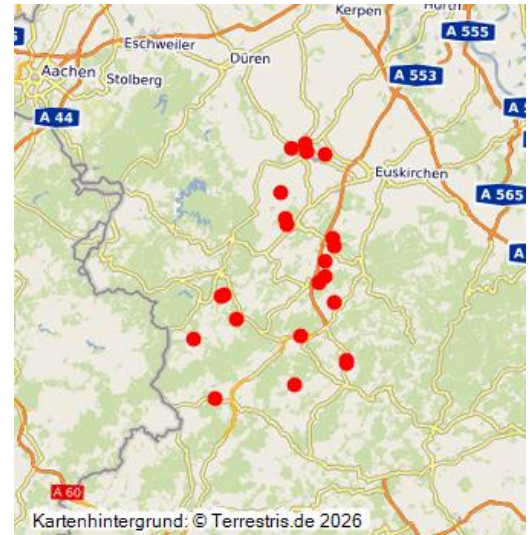 Kerpen
A 555
Eschweiler
Düren
Aachen
Stolberg
A 553
A 44
Euskirchen
A 565
A 60
Kartenhintergrund: © Terrestris.de 2026